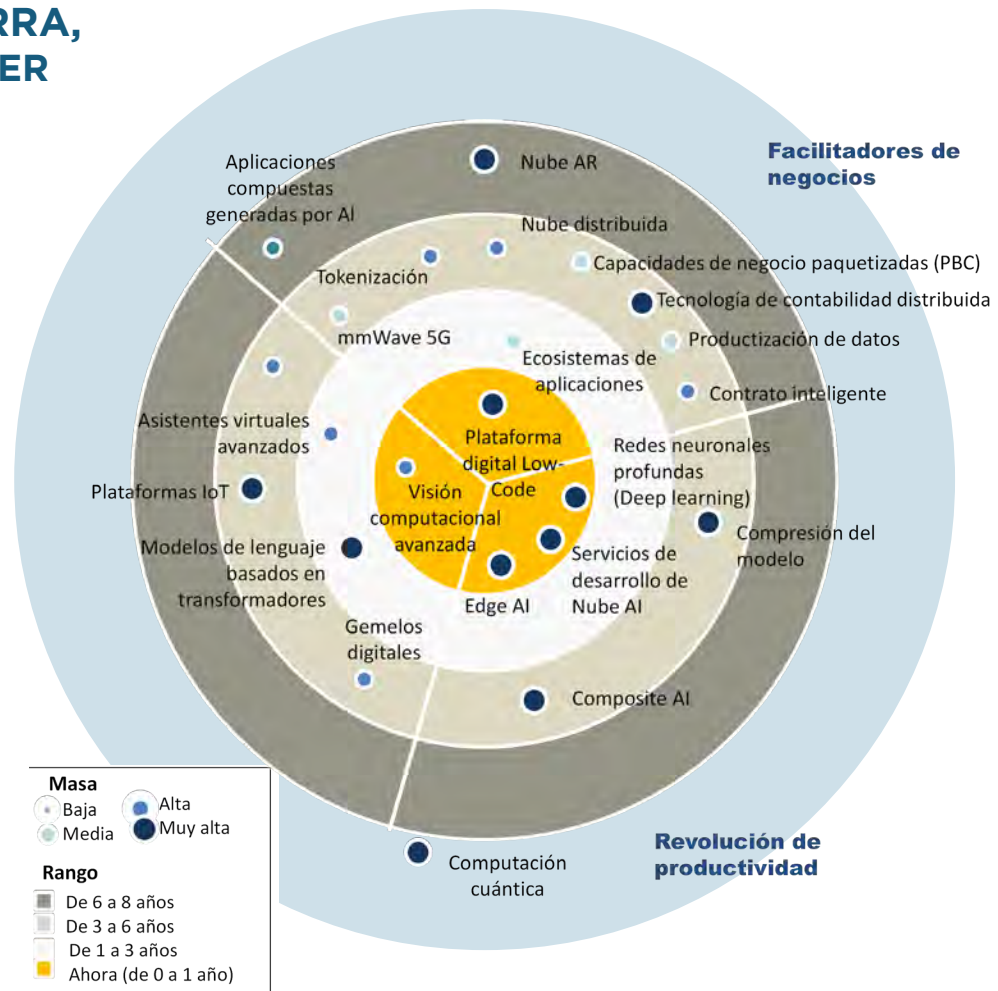 RRA,
ER
Facilitadores de
negocios
Aplicaciones
compuestas
generadas por AI
Nube AR
Nube distribuida
Tokenización
Capacidades de negocio paquetizadas (PBC)
Tecnología de contabilidad distribuida
mmWave 5G
Productización de datos
Ecosistemas de
aplicaciones
Contrato inteligente
Asistentes virtuales
avanzados
Plataforma
digital Low-
Code
Redes neuronales
profundas
(Deep learning)
Plataformas IoT
Visión
computacional
avanzada
Compresión del
modelo
Modelos de lenguaje
basados en
transformadores
Servicios de
desarrollo de
Nube AI
Edge AI
Gemelos
digitales
Composite AI
Computación
cuántica
Revolución de
productividad
Masa
Baja
Alta
Media
Muy alta
Rango
De 6 a 8 años
De 3 a 6 años
De 1 a 3 años
Ahora (de 0 a 1 año)